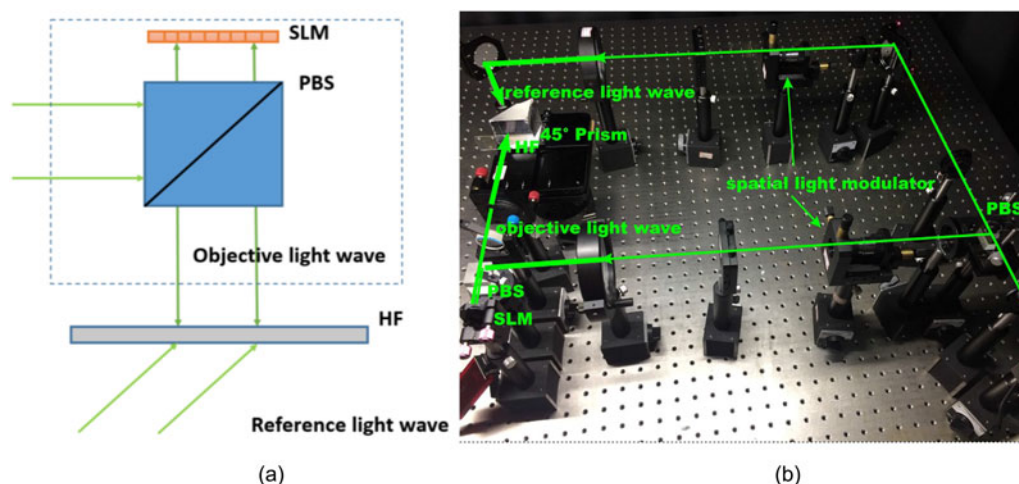 SLM
PBS
Objective light wave
HF
Reference light wave
(a)
reference light wave
45° Prism
HF
spatial light modulator
PBS
objective light wave
PBS
SLM
(b)